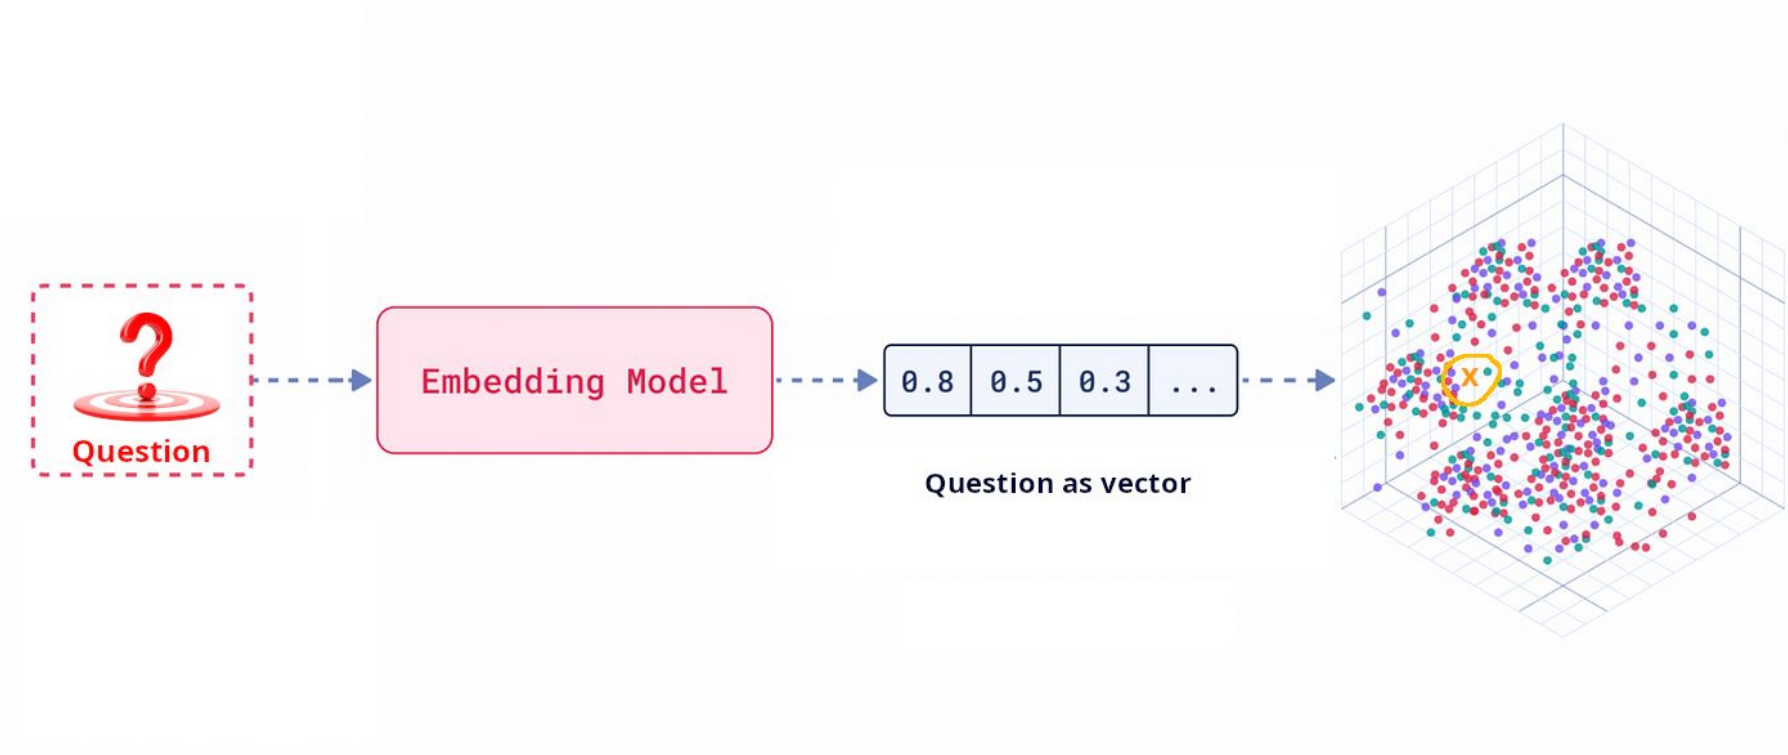 Question
Embedding Model
0.8 0.5 0.3 ...
Question as vector
X